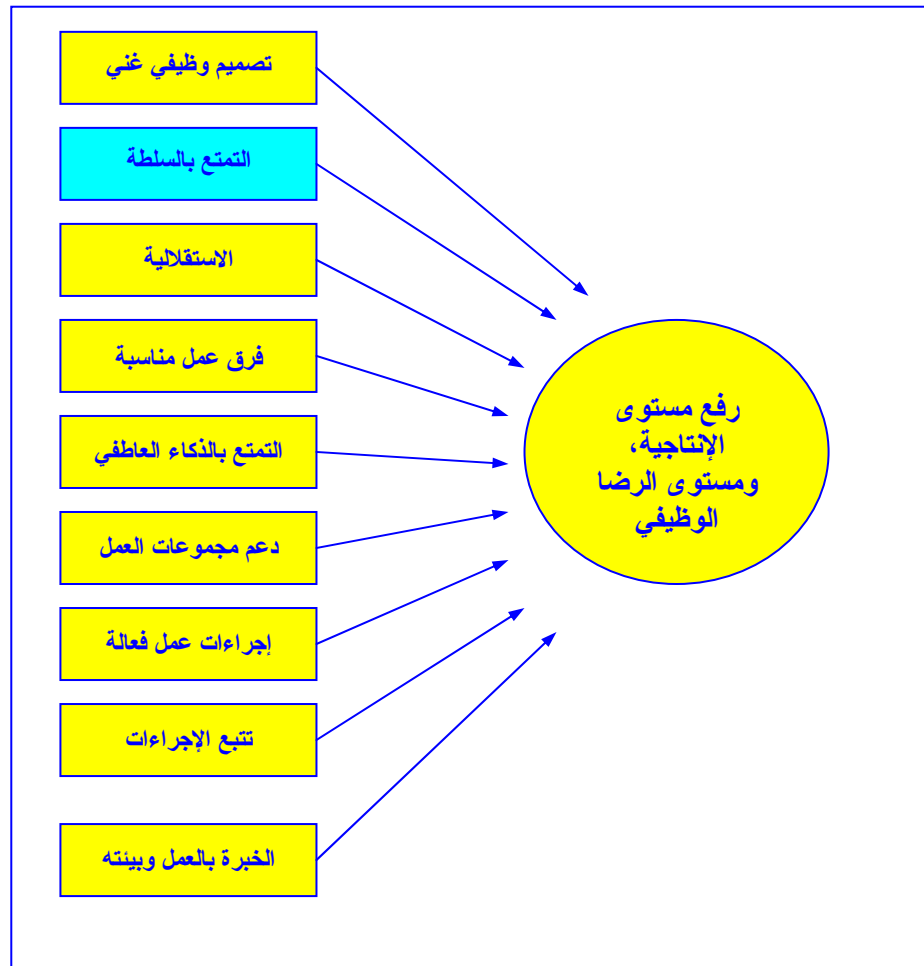 تصميم وظيفي غني
التمتع بالسلطة
الاستقلالية
فرق عمل مناسبة
التمتع بالذكاء العاطفي
دعم مجموعات العمل
إجراءات عمل فعالة
تتبع الإجراءات
الخبرة بالعمل وبيئته
رفع مستوى
الإنتاجية،
ومستوى الرضا
الوظيفي